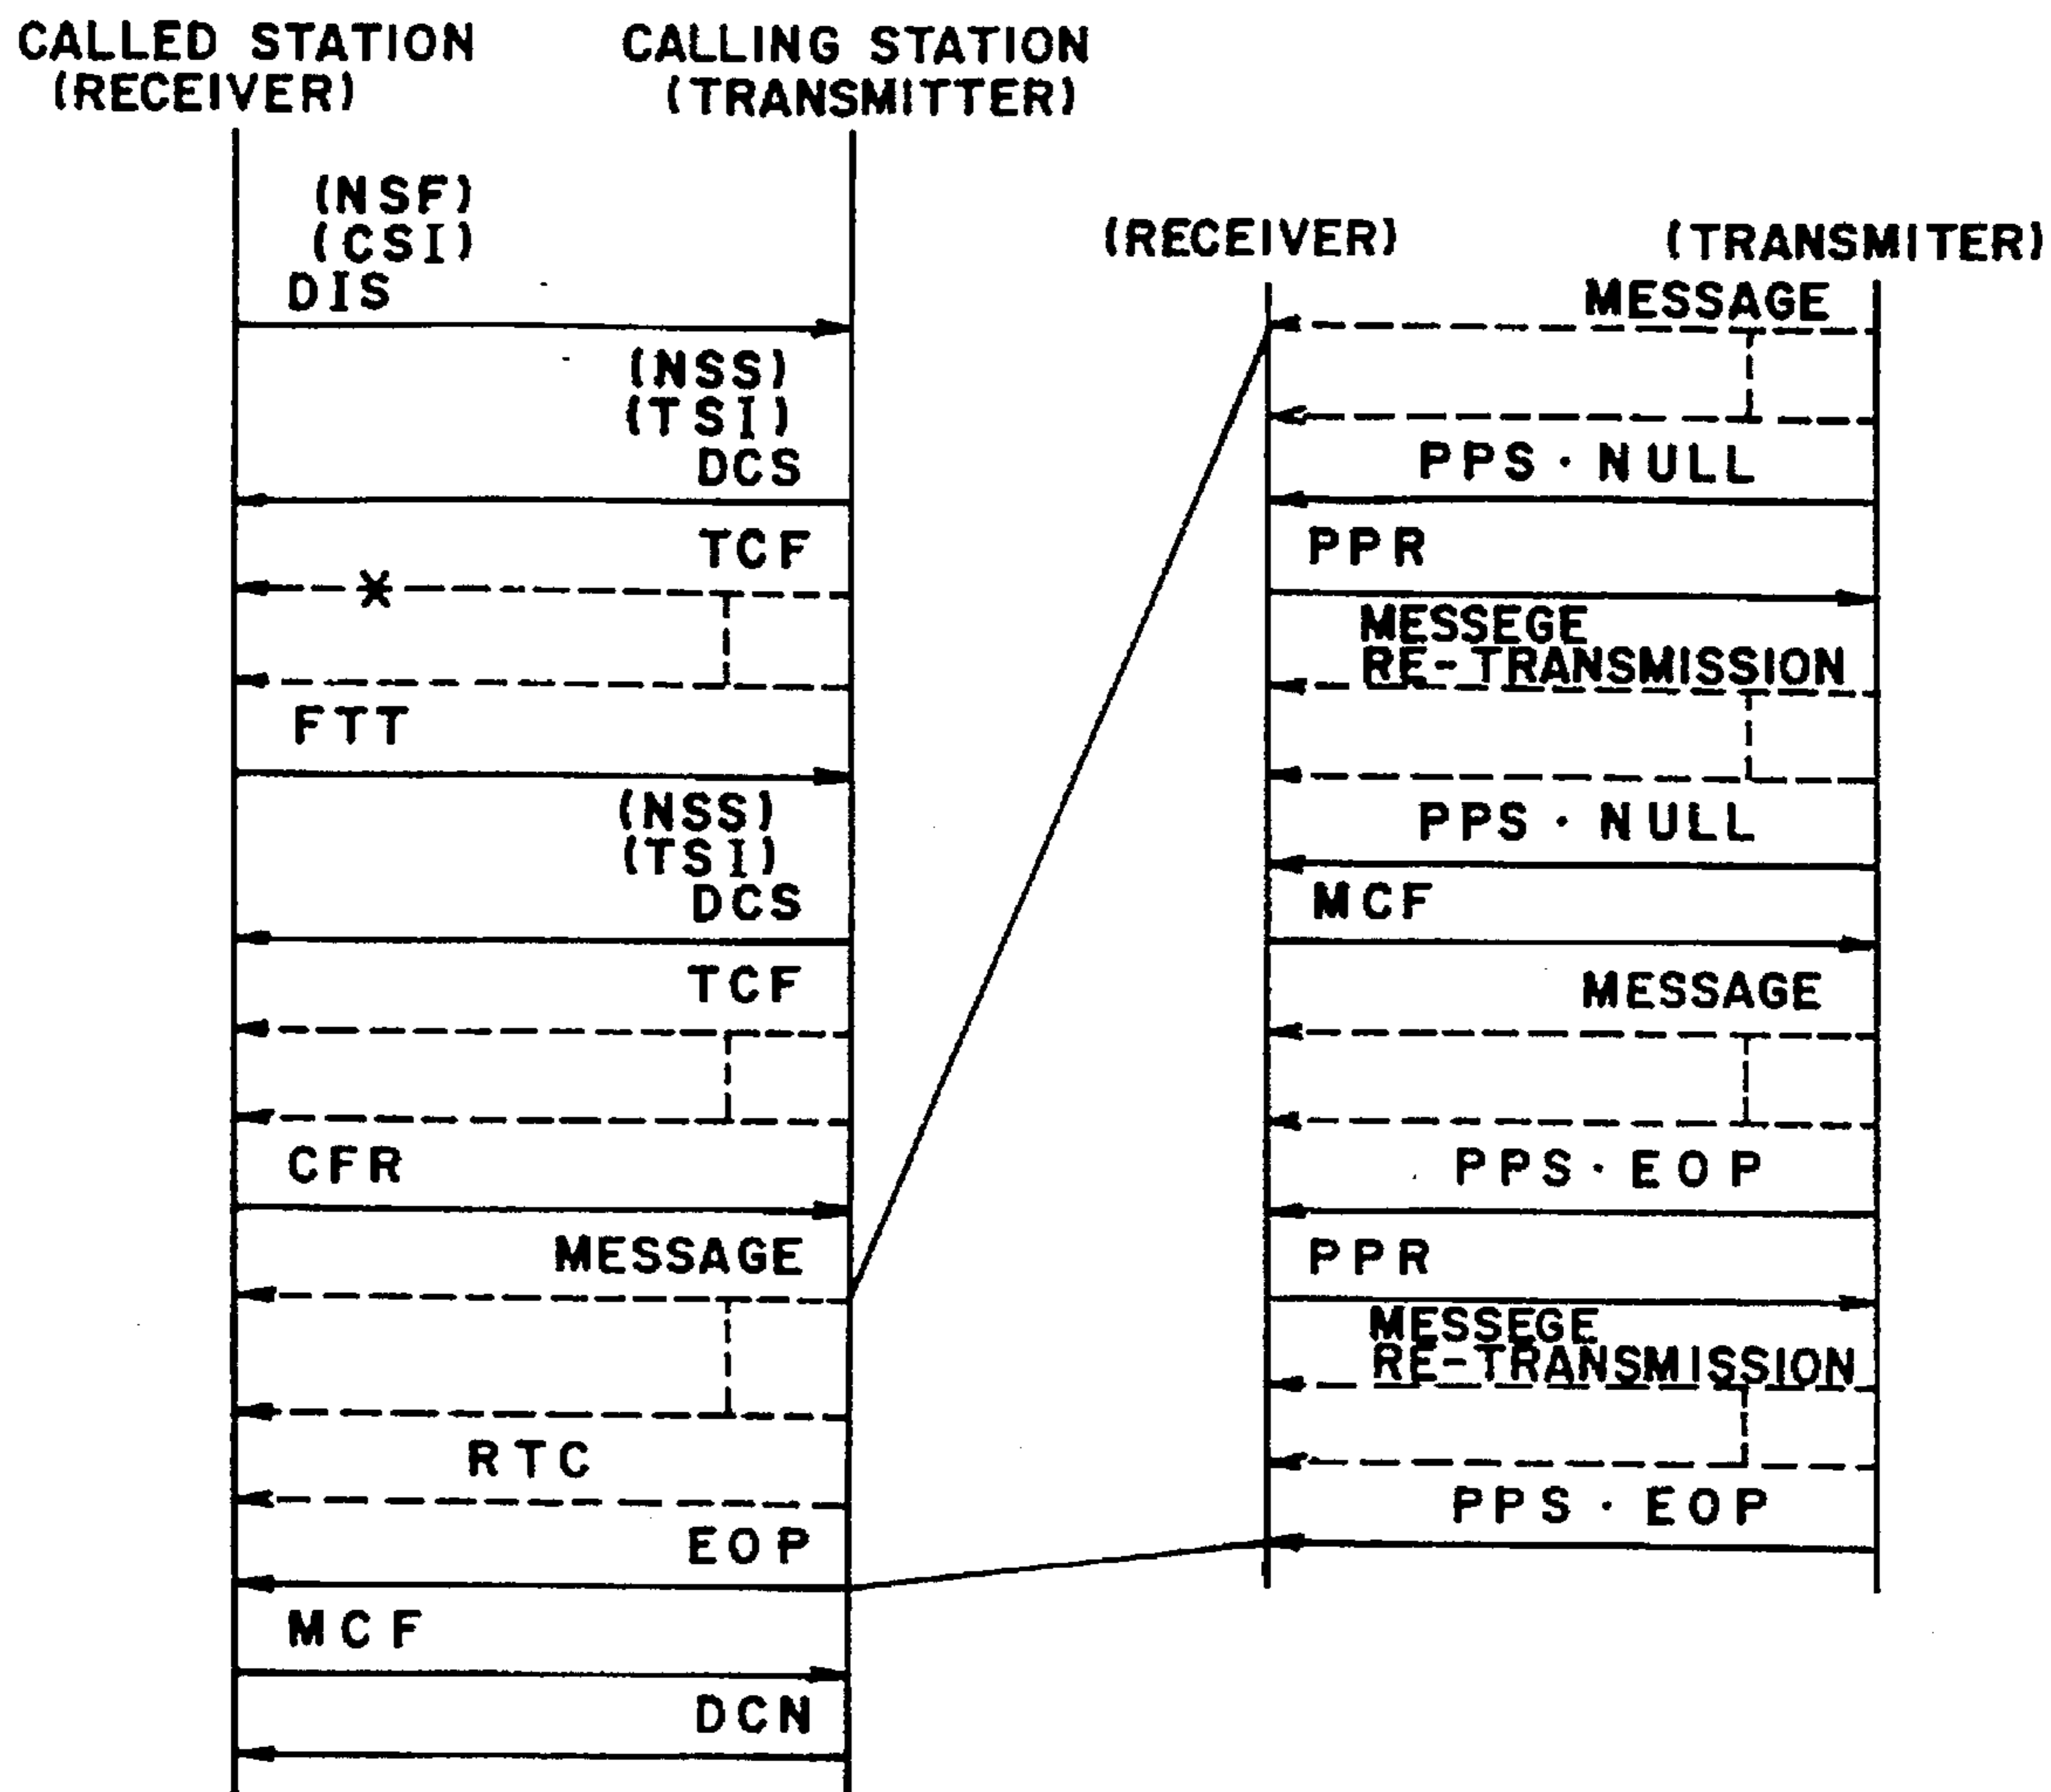 CALLED STATION
(RECEIVER)
CALLING STATION
(TRANSMITTER)
(NSF)
(CSI)
DIS
(NSS)
(TSI)
DCS
TCF
FTT
(NSS)
(TSI)
DCS
TCF
CFR
MESSAGE
RTC
EOP
MCF
DCN
(RECEIVER)
(TRANSMITER)
MESSAGE
PPS・NULL
PPR
MESSEGE
RE-TRANSMISSION
PPS・NULL
MCF
MESSAGE
PPS・EOP
PPR
MESSEGE
RE-TRANSMISSION
PPS・EOP